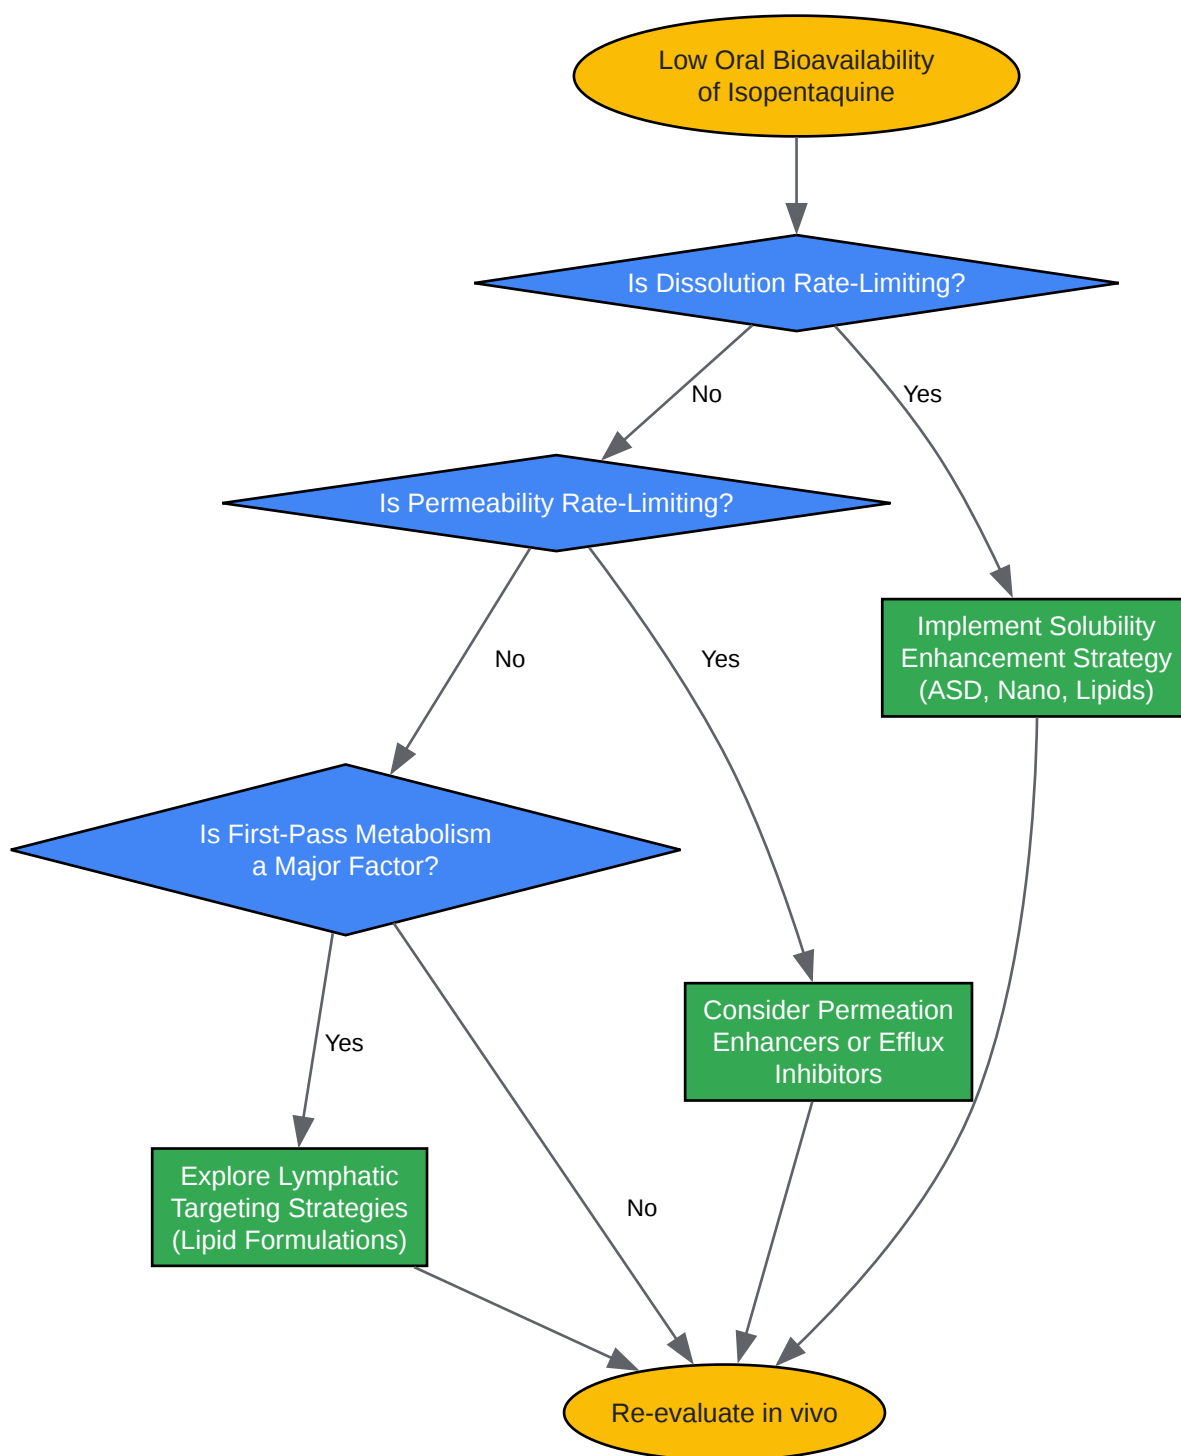 Low Oral Bioavailability
of Isopentaquine
Is Dissolution Rate-Limiting?
No
Yes
Is Permeability Rate-Limiting?
Implement Solubility
Enhancement Strategy
(ASD, Nano, Lipids)
No
Yes
Is First-Pass Metabolism
a Major Factor?
Consider Permeation
Enhancers or Efflux
Inhibitors
Yes
Explore Lymphatic
Targeting Strategies
(Lipid Formulations)
No
Re-evaluate in vivo